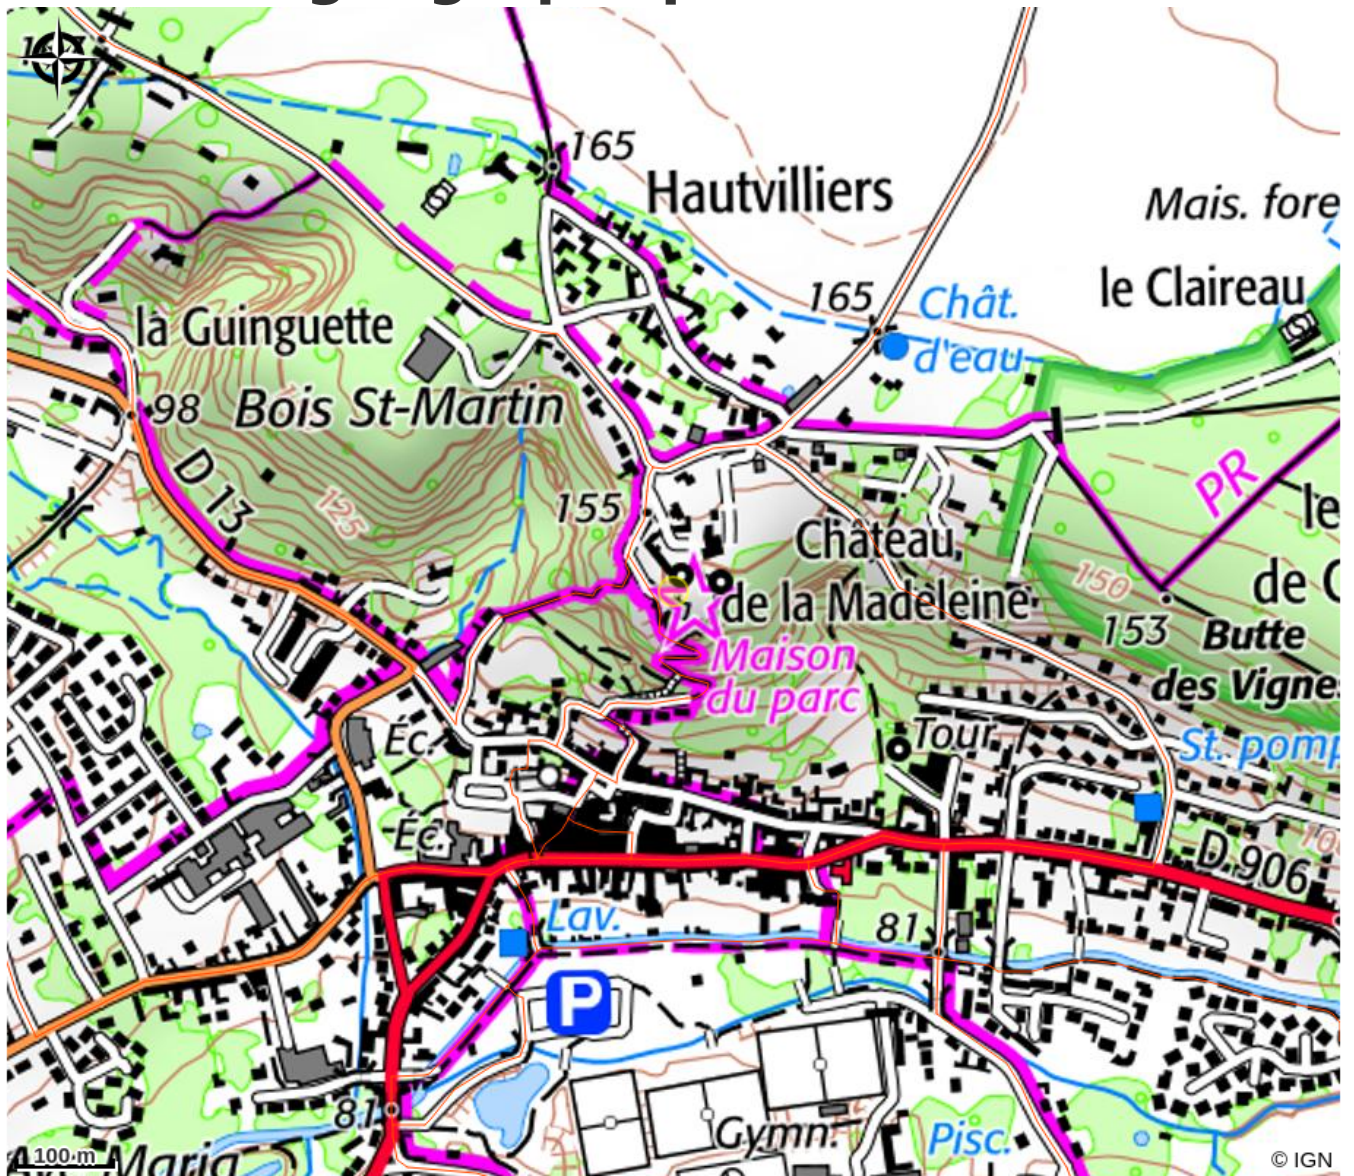 165
Hautvilliers
Mais. fore
le Claireau
165
Chât.
d'eau
la Guinguette
98
Bois St-Martin
D 13
125
155
PR
le
Château
de la Madeleine
150
de C
153
Butte
des Vignes
Maison
du parc
Éc.
Tour
St. pomp
Éc.
D 906
Lav.
81
P
81
Gymn.
Pisc.
100 m
Maria
© IGN